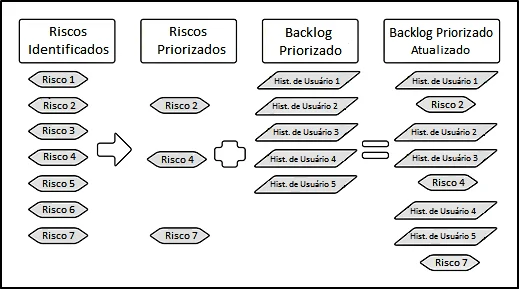 Riscos
Identificados
Riscos
Priorizados
Backlog
Priorizado
Backlog Priorizado
Atualizado
Risco 1
Risco 2
Risco 3
Risco 4
Risco 5
Risco 6
Risco 7
Risco 2
Risco 4
Risco 7
Hist. de Usuário 1
Hist. de Usuário 2
Hist. de Usuário 3
Hist. de Usuário 4
Hist. de Usuário 5
Hist. de Usuário 1
Risco 2
Hist. de Usuário 2
Hist. de Usuário 3
Risco 4
Hist. de Usuário 4
Hist. de Usuário 5
Risco 7